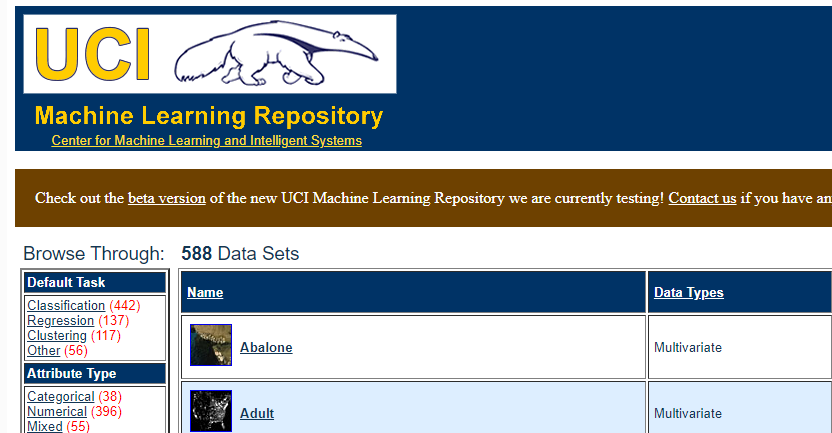 UCI
Machine Learning Repository
Center for Machine Learning and Intelligent Systems
Check out the beta version of the new UCI Machine Learning Repository we are currently testing! Contact us if you have an
Browse Through:
588 Data Sets
Default Task
Classification (442)
Regression (137)
Clustering (117)
Other (56)
Attribute Type
Categorical (38)
Numerical (396)
Mixed (55)
Name
Data Types
Abalone
Multivariate
Adult
Multivariate